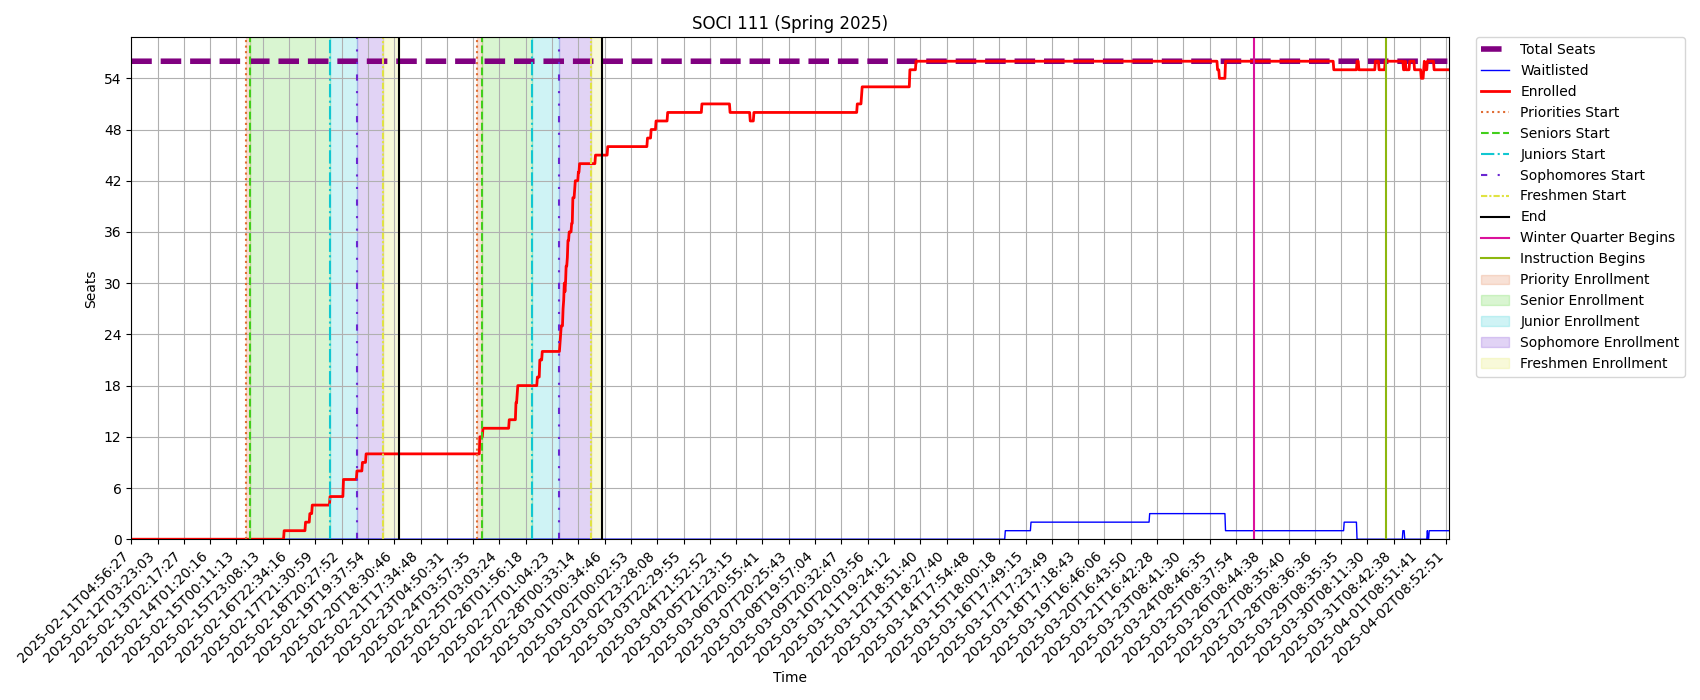 SOCI 111 (Spring 2025)
Seats
54
48
42
36
30
24
18
12
6
0
2025-02-11T04:56:27
2025-02-12T03:23:03
2025-02-13T02:17:27
2025-02-14T01:20:16
2025-02-15T00:11:13
2025-02-15T23:08:13
2025-02-16T22:34:16
2025-02-17T21:30:59
2025-02-18T20:27:52
2025-02-19T19:37:54
2025-02-20T18:30:46
2025-02-21T17:34:48
2025-02-23T04:50:31
2025-02-25T03:57:35
2025-02-25T03:03:24
2025-02-26T01:56:18
2025-02-27T01:04:23
2025-02-28T00:33:14
2025-03-01T00:34:46
2025-03-02T00:02:53
2025-03-02T23:28:08
2025-03-03T22:29:55
2025-03-04T21:52:52
2025-03-05T21:23:15
2025-03-06T20:55:41
2025-03-07T20:25:43
2025-03-08T19:57:04
2025-03-09T20:32:47
2025-03-10T20:03:56
2025-03-11T19:24:12
2025-03-12T18:51:40
2025-03-13T18:27:40
2025-03-14T17:54:48
2025-03-15T18:00:18
2025-03-16T17:49:15
2025-03-17T17:23:49
2025-03-18T17:18:43
2025-03-19T16:46:06
2025-03-20T16:43:50
2025-03-21T16:42:28
2025-03-23T08:41:30
2025-03-24T08:46:35
2025-03-25T08:37:54
2025-03-26T08:44:38
2025-03-27T08:35:40
2025-03-28T08:36:36
2025-03-29T08:35:35
2025-03-30T08:11:30
2025-03-31T08:42:38
2025-04-01T08:51:41
2025-04-02T08:52:51
Time
Total Seats
Waitlisted
Enrolled
Priorities Start
Seniors Start
Juniors Start
Sophomores Start
Freshmen Start
End
Winter Quarter Begins
Instruction Begins
Priority Enrollment
Senior Enrollment
Junior Enrollment
Sophomore Enrollment
Freshmen Enrollment